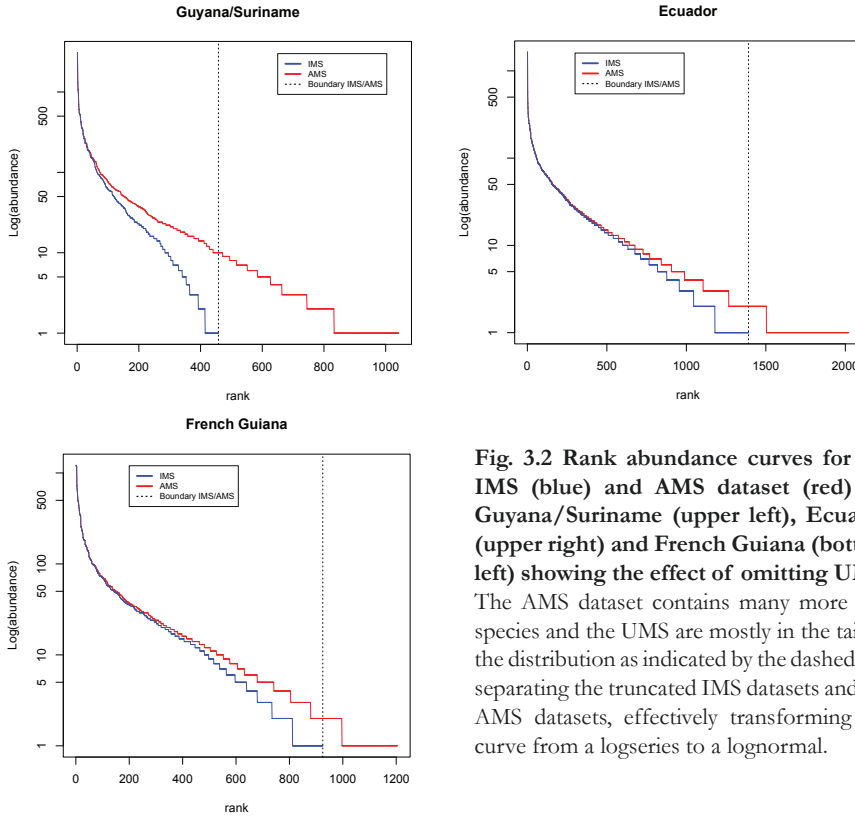 Guyana/Suriname
Log(abundance)
500
50
10
5
1
IMS
AMS
Boundary IMS/AMS
0 200 400 600 800 1000
rank
Ecuador
Log(abundance)
500
50
10
5
1
IMS
AMS
Boundary IMS/AMS
0 500 1000 1500 2000
rank
French Guiana
Log(abundance)
500
100
50
10
5
1
IMS
AMS
Boundary IMS/AMS
0 200 400 600 800 1000 1200
rank
Fig. 3.2 Rank abundance curves for
IMS (blue) and AMS dataset (red)
Guyana/Suriname (upper left),
(upper right) and French Guiana
left) showing the effect of omitting
The AMS dataset contains many more
species and the UMS are mostly in the
the distribution as indicated by the dashed
separating the truncated IMS datasets and
AMS datasets, effectively transforming
curve from a logseries to a lognormal.